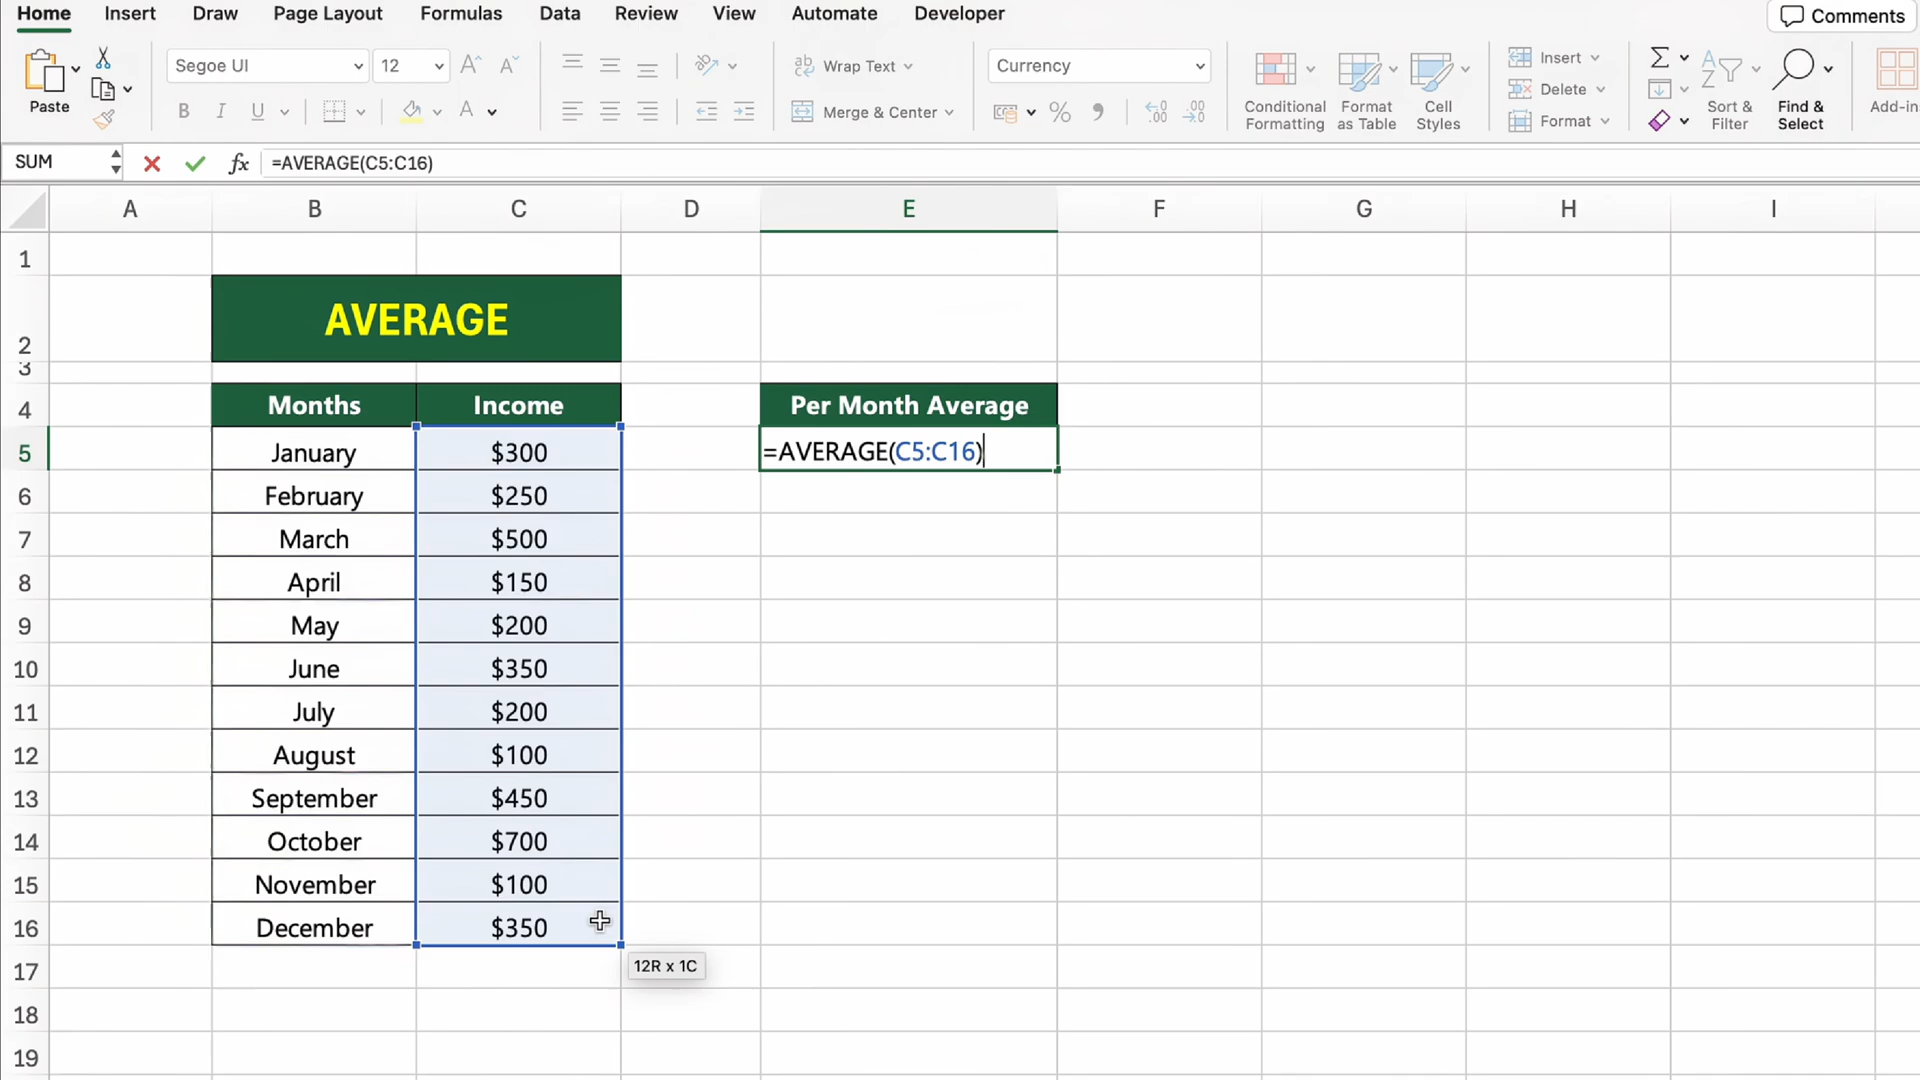 Home Insert Draw Page Layout Formulas Data Review View Automate Developer Comments
Segoe UI 12 Wrap Text Currency Insert
Paste Delete
B I U A Merge & Center % Conditional Formatting Format as Table Cell Styles Format Sort & Filter Find & Select Add-in
SUM fx =AVERAGE(C5:C16)
A B C D E F G H I
1
2 AVERAGE
3
4 Months Income Per Month Average
5 January $300 =AVERAGE(C5:C16)
6 February $250
7 March $500
8 April $150
9 May $200
10 June $350
11 July $200
12 August $100
13 September $450
14 October $700
15 November $100
16 December $350
12R x 1C
17
18
19